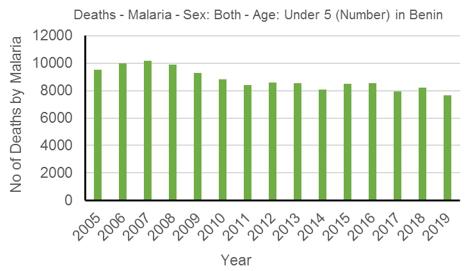 Deaths - Malaria - Sex: Both - Age: Under 5 (Number) in Benin
No of Deaths by Malaria
12000
10000
8000
6000
4000
2000
0
2005 2006 2007 2008 2009 2010 2011 2012 2013 2014 2015 2016 2017 2018 2019
Year